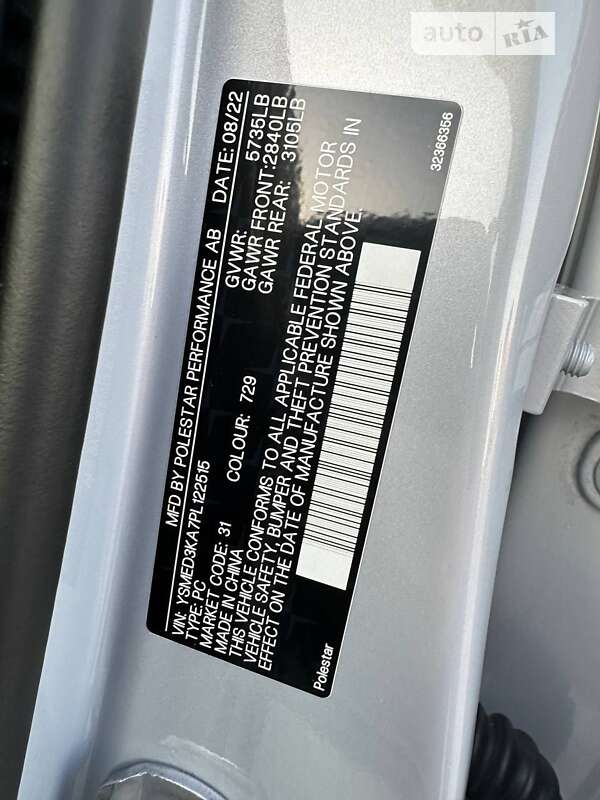 auto RIA
MFD BY POLESTAR PERFORMANCE AB DATE: 08/22
VIN: YSMED3KA7PL122515 GVWR: 5735LB
TYPE: PC GAWR FRONT: 2840LB
MARKET CODE: 31 COLOUR: 729 GAWR REAR: 3105LB
MADE IN CHINA
THIS VEHICLE CONFORMS TO ALL APPLICABLE FEDERAL MOTOR
VEHICLE SAFETY, BUMPER AND THEFT PREVENTION STANDARDS IN
EFFECT ON THE DATE OF MANUFACTURE SHOWN ABOVE.
Polestar 32366356